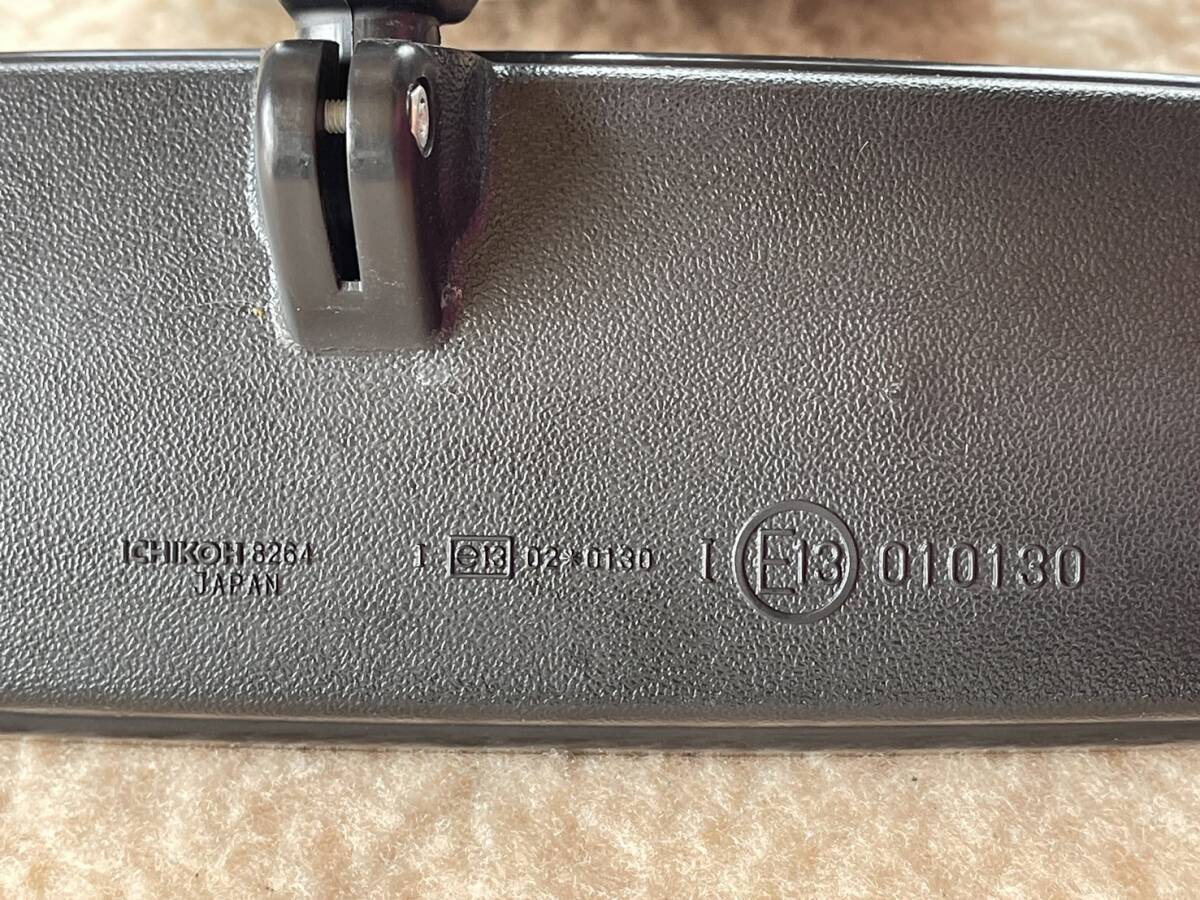 ICHIKOH 8264
JAPAN
I e13 02*0130
I E13 010130